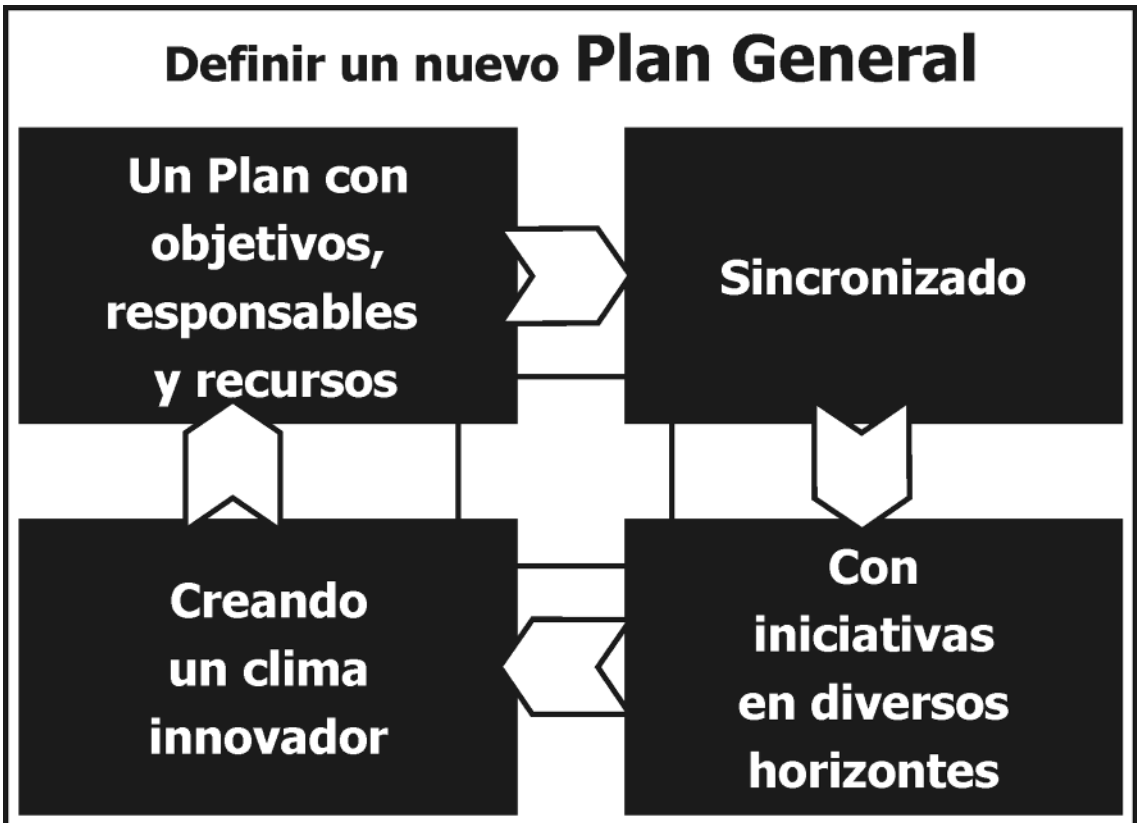 Definir un nuevo Plan General
Un Plan con
objetivos,
responsables
y recursos
Sincronizado
Con
iniciativas
en diversos
horizontes
Creando
un clima
innovador